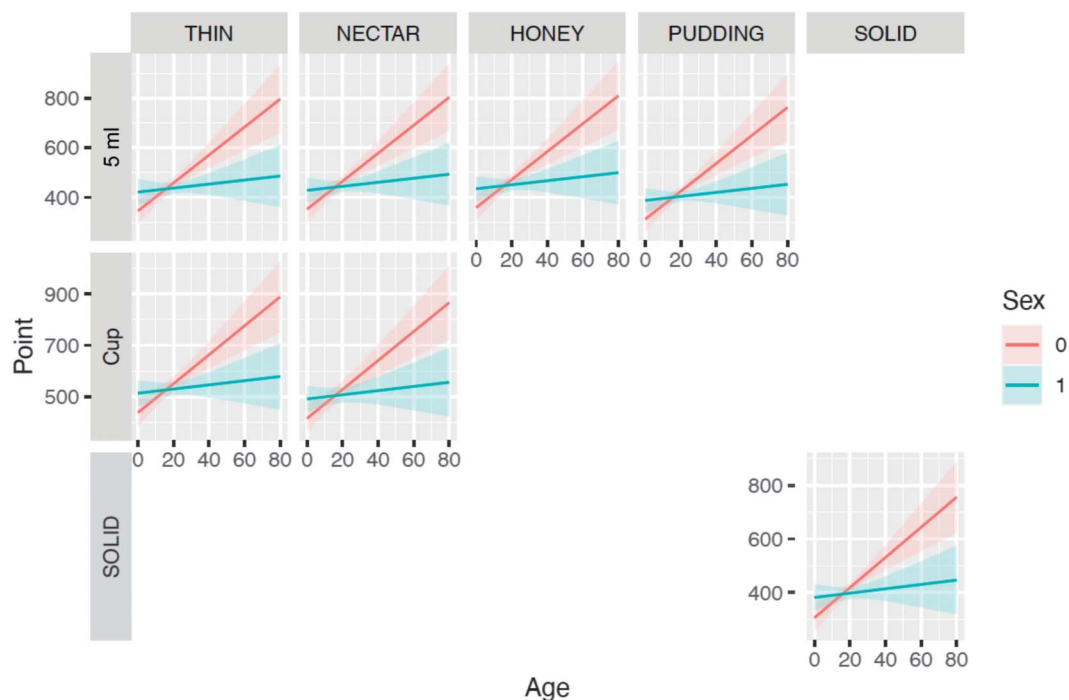 THIN NECTAR HONEY PUDDING SOLID
5 ml
800
600
400
0 20 40 60 80 0 20 40 60 80
Cup
900
700
500
0 20 40 60 80 0 20 40 60 80
Point
Sex
0
1
SOLID
800
600
400
0 20 40 60 80
Age